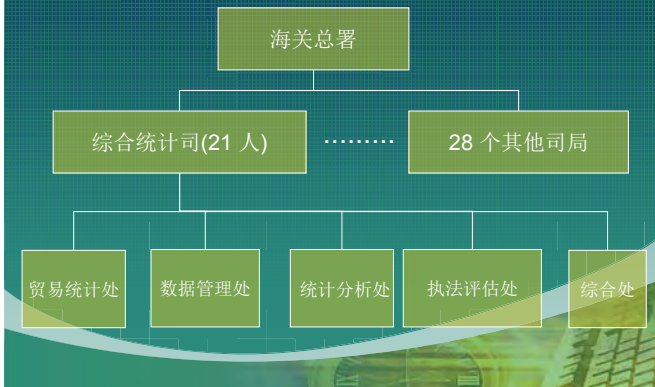 海关总署
综合统计司(21 人)
·········
28 个其他司局
贸易统计处
数据管理处
统计分析处
执法评估处
综合处